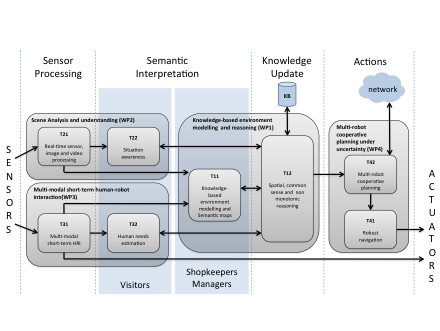 Sensor
Processing
Semantic
Interpretation
Knowledge
Update
Actions
KB
network
Scene Analysis and understanding (WP2)
T21
Real-time sensor,
image and video
processing
T22
Situation
awareness
Knowledge-based environment
modelling and reasoning (WP1)
T11
Knowledge-
based
environment
modelling and
Semantic maps
T12
Spatial, common
sense and non
monotonic
reasoning
Multi-robot
cooperative
planning under
uncertainty (WP4)
T42
Multi-robot
cooperative
planning
T41
Robust
navigation
Multi-modal short-term human-robot
interaction(WP3)
T31
Multi-modal
short-term HRI
T32
Human needs
estimation
Visitors
Shopkeepers
Managers
S
E
N
S
O
R
S
A
C
T
U
A
T
O
R
S